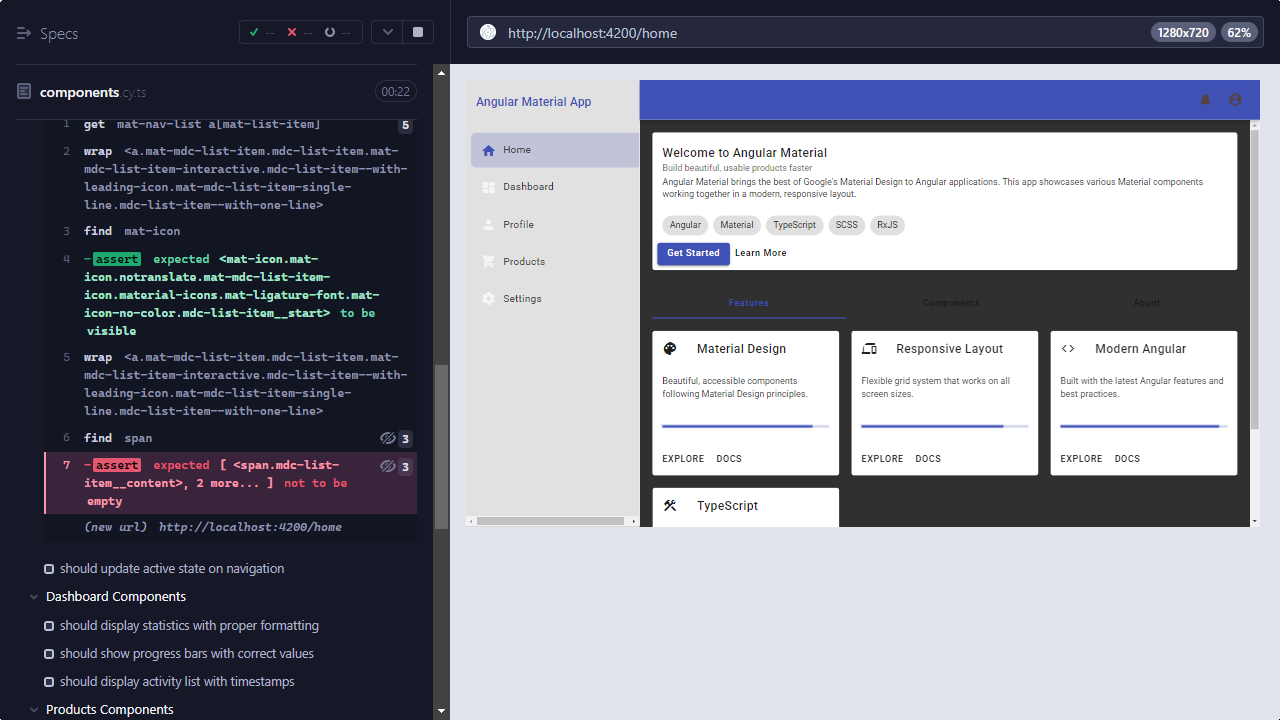 Specs
-- -- --
components.cy.ts
00:22
1 get mat-nav-list a[mat-list-item] 5
2 wrap <a.mat-mdc-list-item.mdc-list-item.mat-
mdc-list-item-interactive.mdc-list-item--with-
leading-icon.mat-mdc-list-item-single-
line.mdc-list-item--with-one-line>
3 find mat-icon
4 -assert expected <mat-icon.mat-
icon.notranslate.mat-mdc-list-item-
icon.material-icons.mat-ligature-font.mat-
icon-no-color.mdc-list-item__start> to be
visible
5 wrap <a.mat-mdc-list-item.mdc-list-item.mat-
mdc-list-item-interactive.mdc-list-item--with-
leading-icon.mat-mdc-list-item-single-
line.mdc-list-item--with-one-line>
6 find span 3
7 -assert expected [ <span.mdc-list-
item__content>, 2 more... ] not to be
empty
3
(new url) http://localhost:4200/home
should update active state on navigation
Dashboard Components
should display statistics with proper formatting
should show progress bars with correct values
should display activity list with timestamps
Products Components
http://localhost:4200/home
1280x720 62%
Angular Material App
Home
Dashboard
Profile
Products
Settings
Welcome to Angular Material
Build beautiful, usable products faster
Angular Material brings the best of Google's Material Design to Angular applications. This app showcases various Material components
working together in a modern, responsive layout.
Angular Material TypeScript SCSS RxJS
Get Started Learn More
Features Components About
Material Design
Beautiful, accessible components
following Material Design principles.
EXPLORE DOCS
Responsive Layout
Flexible grid system that works on all
screen sizes.
EXPLORE DOCS
Modern Angular
Built with the latest Angular features and
best practices.
EXPLORE DOCS
TypeScript